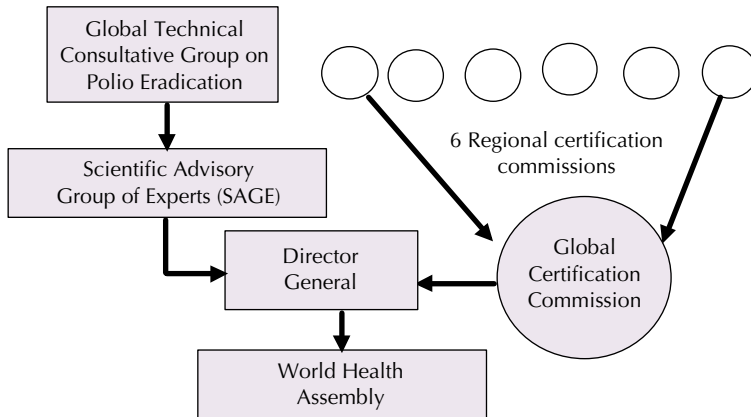 Global Technical
Consultative Group on
Polio Eradication
6 Regional certification
commissions
Scientific Advisory
Group of Experts (SAGE)
Director
General
Global
Certification
Commission
World Health
Assembly